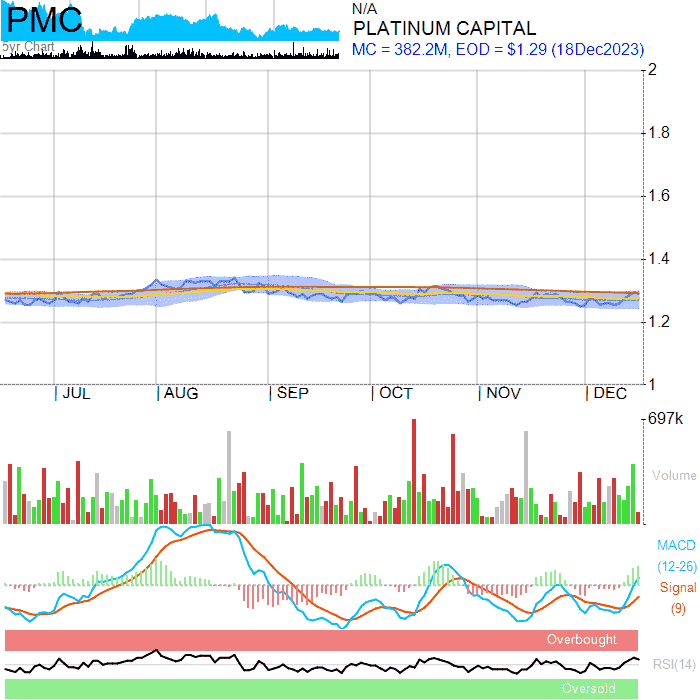 PMC
5yr Chart
N/A
PLATINUM CAPITAL
MC = 382.2M, EOD = $1.29 (18Dec2023)
2
1.8
1.6
1.4
1.2
1
JUL AUG SEP OCT NOV DEC
697k
Volume
MACD
(12-26)
Signal
(9)
Overbought
RSI(14)
Oversold